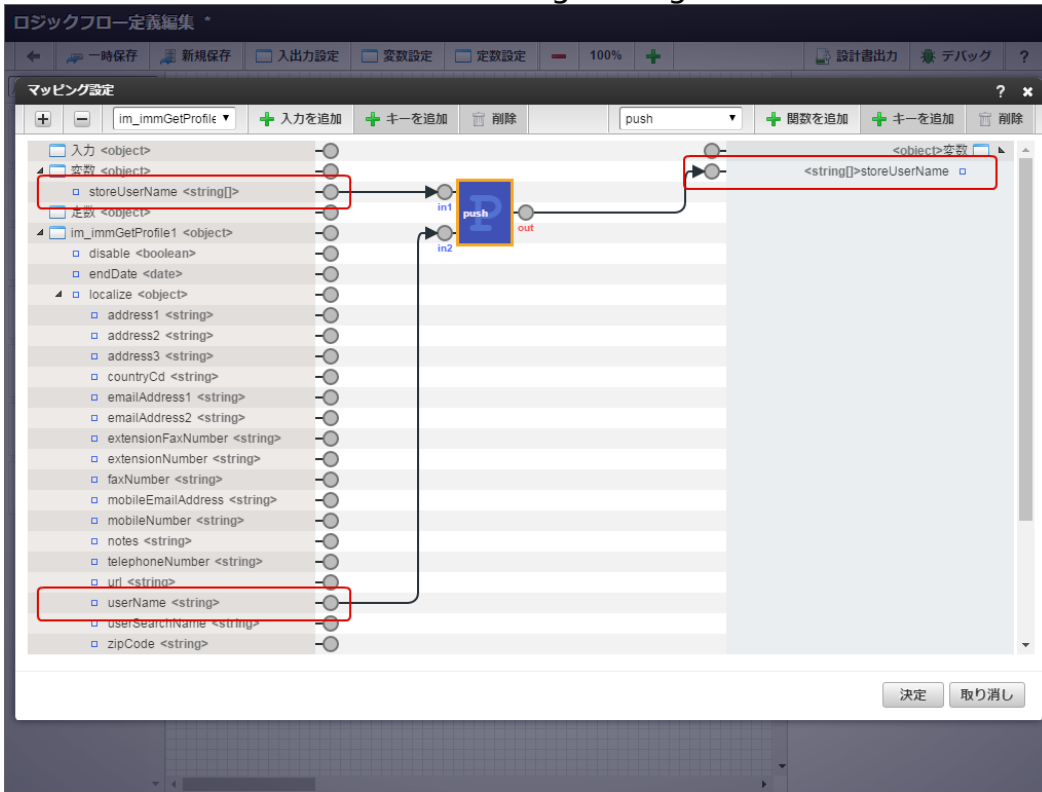 ロジックフロー定義編集 *
一時保存 新規保存 入出力設定 変数設定 定数設定 100% 設計書出力 デバッグ ?
マッピング設定 ? ×
im_immGetProfile ▼ 入力を追加 キーを追加 削除 push ▼ 関数を追加 キーを追加 削除
入力 <object> <object>変数
変数 <object> <string[]>storeUserName
storeUserName <string[]>
in1 push out
in2
定数 <object>
im_immGetProfile1 <object>
disable <boolean>
endDate <date>
localize <object>
address1 <string>
address2 <string>
address3 <string>
countryCd <string>
emailAddress1 <string>
emailAddress2 <string>
extensionFaxNumber <string>
extensionNumber <string>
faxNumber <string>
mobileEmailAddress <string>
mobileNumber <string>
notes <string>
telephoneNumber <string>
url <string>
userName <string>
userSearchName <string>
zipCode <string>
決定 取り消し